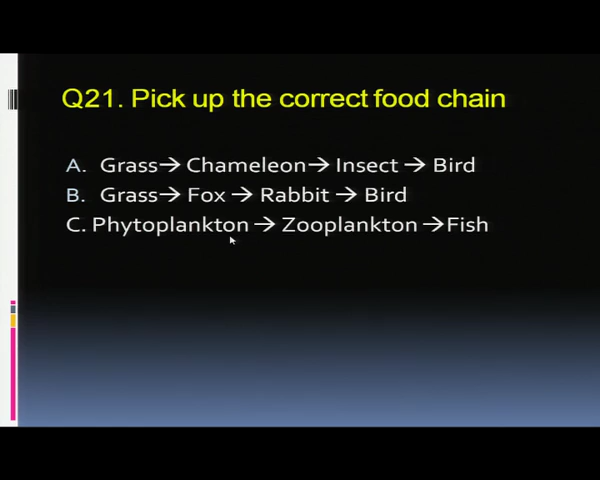 Q21. Pick up the correct food chain
A. Grass→ Chameleon→ Insect → Bird
B. Grass→ Fox → Rabbit → Bird
C. Phytoplankton → Zooplankton →Fish